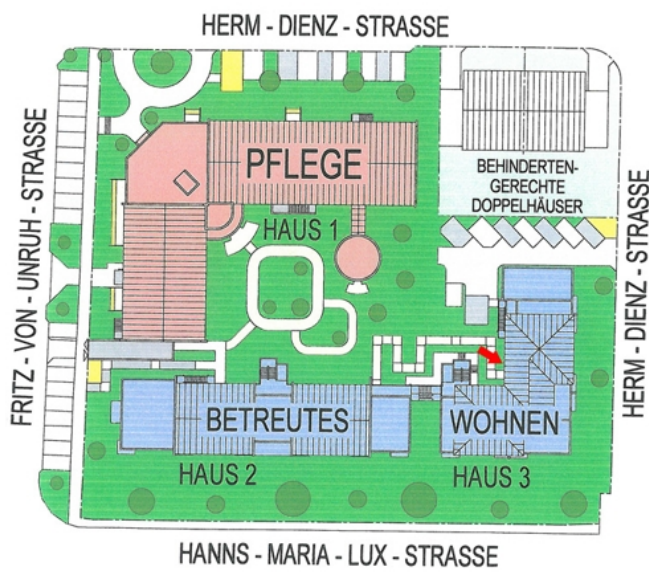 HERM - DIENZ - STRASSE
FRITZ - VON - UNRUH - STRASSE
PFLEGE
HAUS 1
BEHINDERTEN-
GERECHTE
DOPPELHÄUSER
HERM - DIENZ - STRASSE
BETREUTES
WOHNEN
HAUS 2
HAUS 3
HANNS - MARIA - LUX - STRASSE